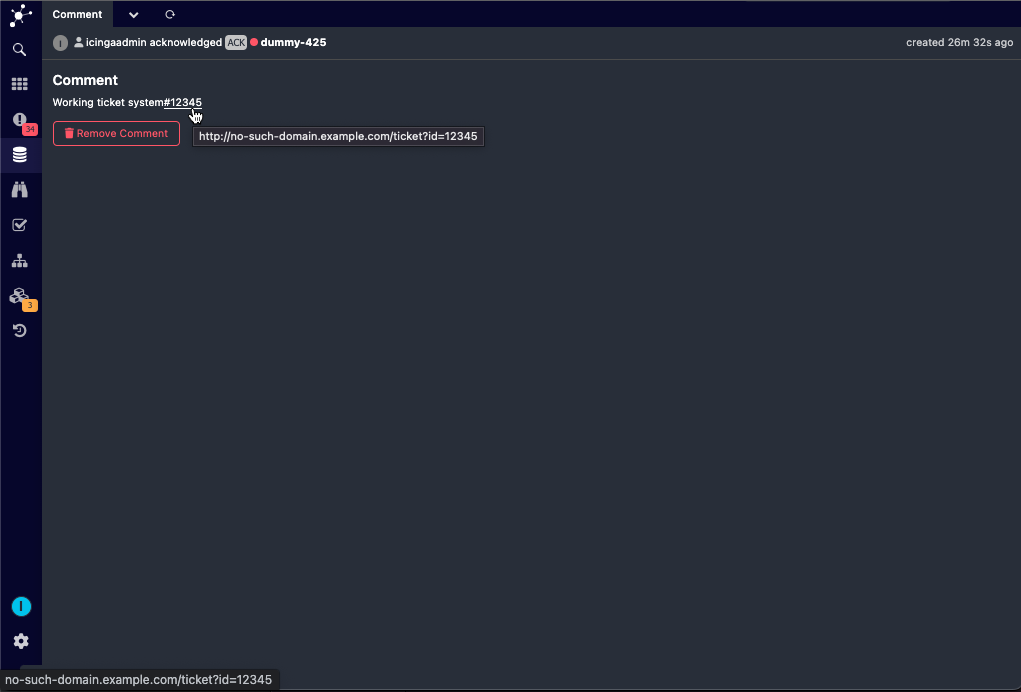 Comment
I icingaadmin acknowledged ACK dummy-425 created 26m 32s ago
Comment
Working ticket system#12345
Remove Comment
http://no-such-domain.example.com/ticket?id=12345
34
3
I
no-such-domain.example.com/ticket?id=12345